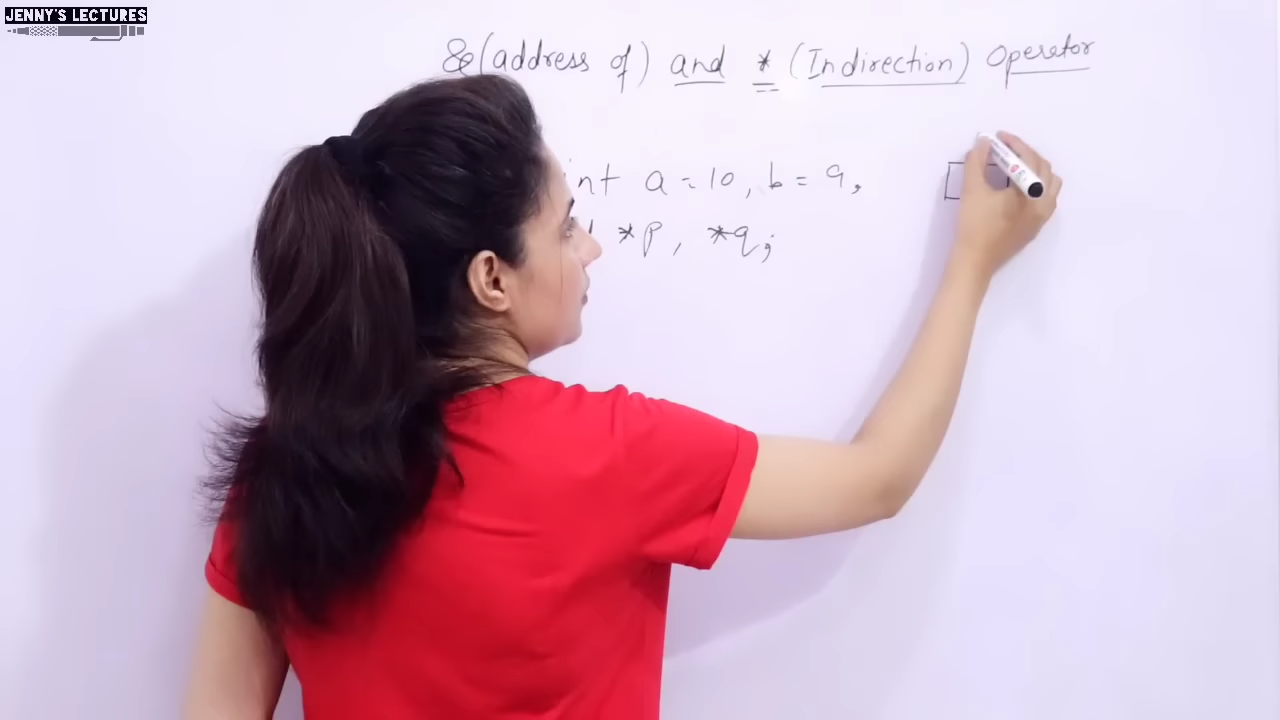 JENNY'S LECTURES
& (address of) and * (Indirection) Operator
int a = 10, b = 9,
*p, *q;